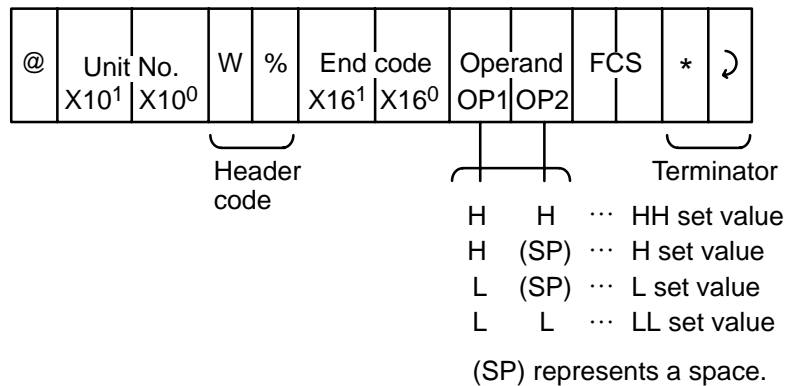 @ Unit No. W % End code Operand FCS * ⤸
X10¹ X10⁰ X16¹ X16⁰ OP1 OP2
Header code
Terminator
H H ··· HH set value
H (SP) ··· H set value
L (SP) ··· L set value
L L ··· LL set value
(SP) represents a space.